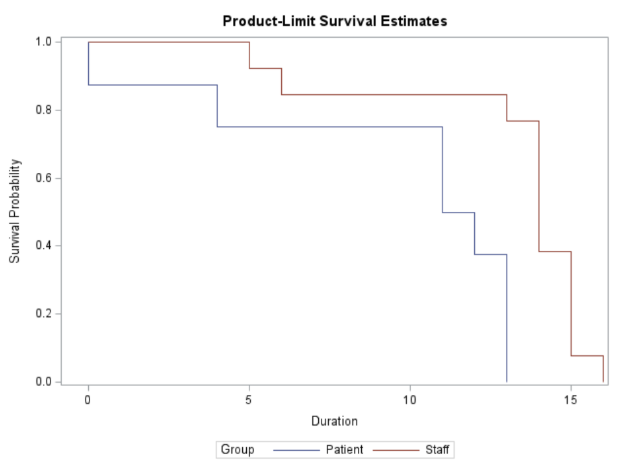 Product-Limit Survival Estimates
1.0
0.8
0.6
0.4
0.2
0.0
Survival Probability
0 5 10 15
Duration
Group Patient Staff